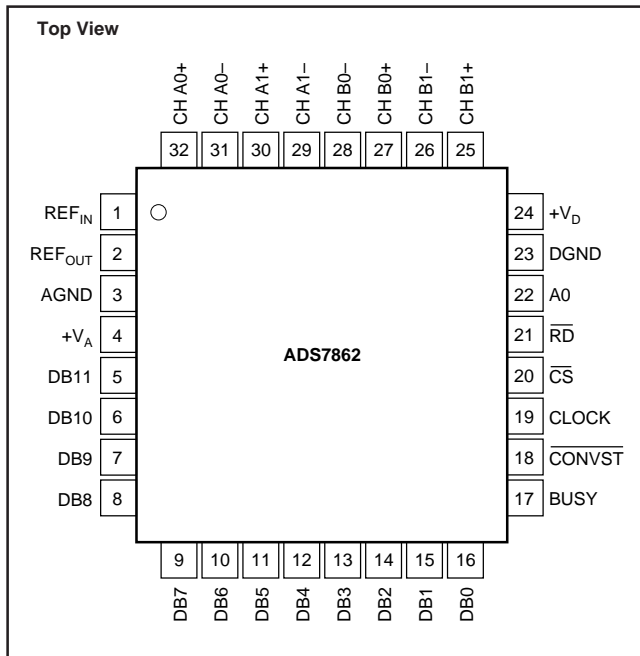 Top View
CH A0+
CH A0–
CH A1+
CH A1–
CH B0–
CH B0+
CH B1–
CH B1+
32 31 30 29 28 27 26 25
REF_IN 1
REF_OUT 2
AGND 3
+V_A 4
DB11 5
DB10 6
DB9 7
DB8 8
ADS7862
24 +V_D
23 DGND
22 A0
21 R̅D̅
20 C̅S̅
19 CLOCK
18 C̅O̅N̅V̅S̅T̅
17 BUSY
9 10 11 12 13 14 15 16
DB7
DB6
DB5
DB4
DB3
DB2
DB1
DB0